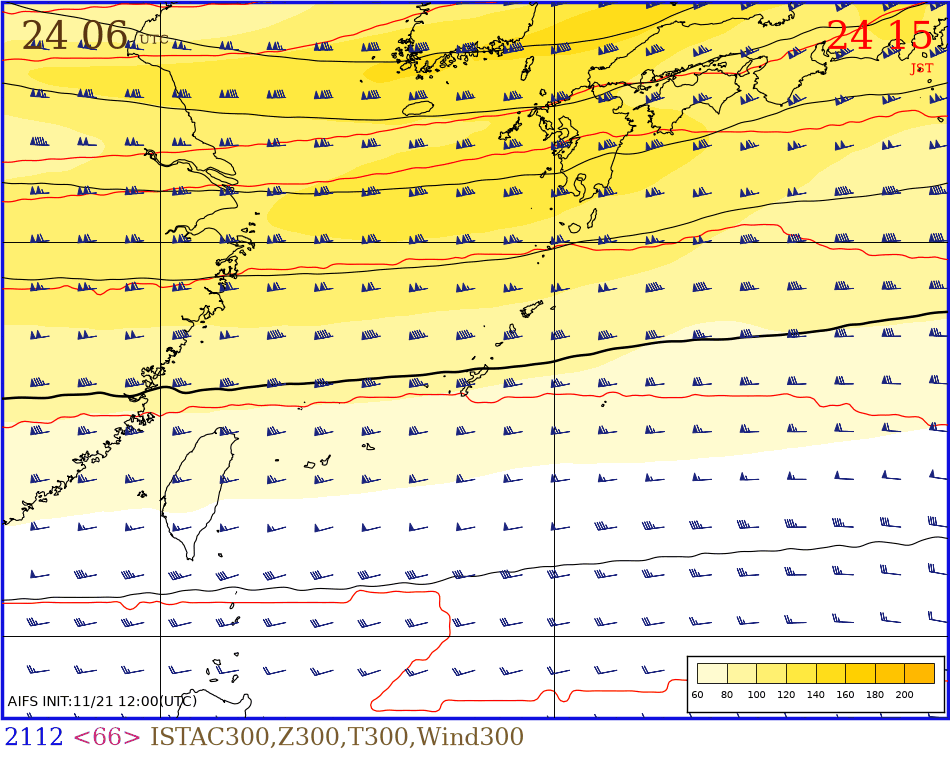 24 06 UTC
24 15
JST
60 80 100 120 140 160 180 200
AIFS INIT:11/21 12:00(UTC)
2112 <66> ISTAC300,Z300,T300,Wind300